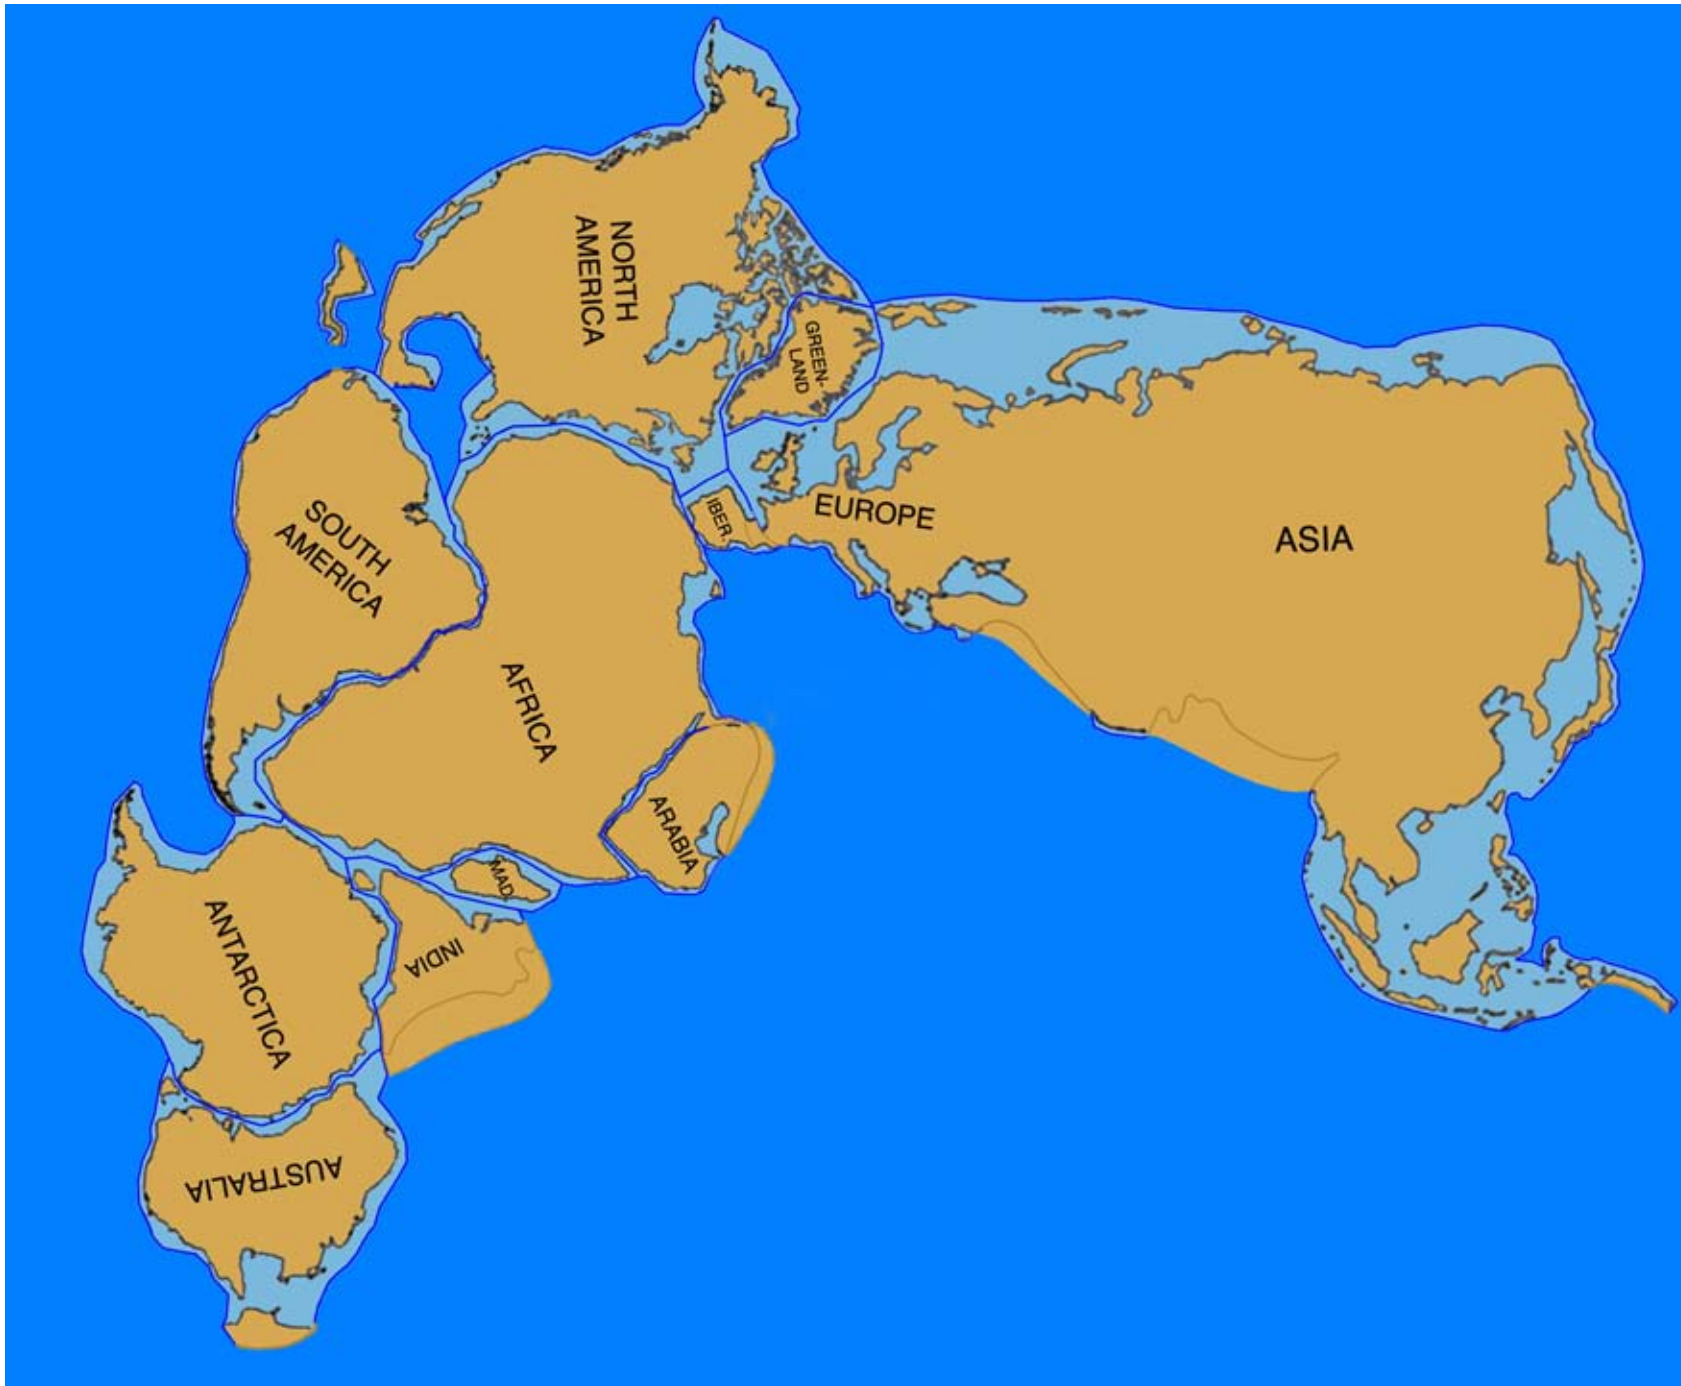 NORTH
AMERICA
GREEN-
LAND
SOUTH
AMERICA
IBER.
EUROPE
ASIA
AFRICA
ARABIA
MAD.
INDIA
ANTARCTICA
AUSTRALIA